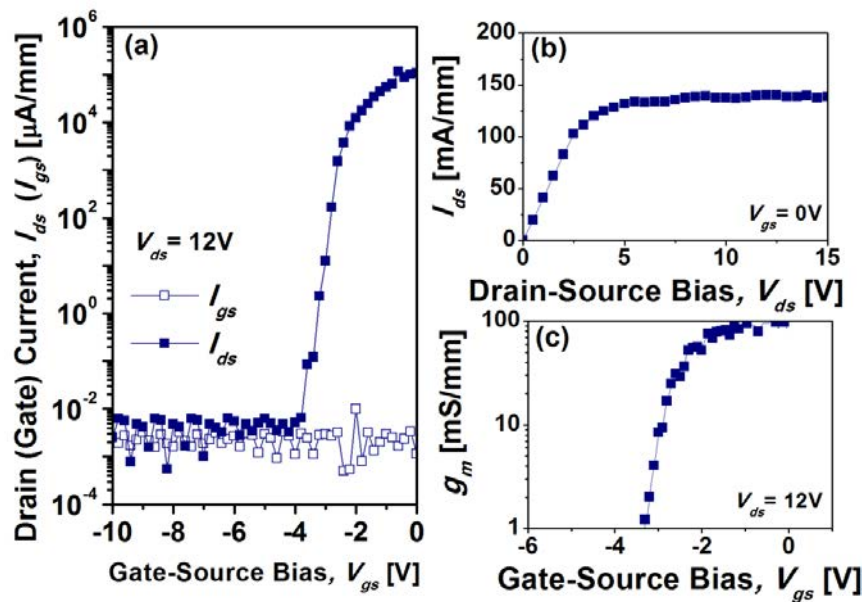 (a)
Drain (Gate) Current, I_ds (I_gs) [μA/mm]
10^6
10^4
10^2
10^0
10^-2
10^-4
V_ds = 12V
I_gs
I_ds
-10 -8 -6 -4 -2 0
Gate-Source Bias, V_gs [V]
(b)
I_ds [mA/mm]
200
150
100
50
0
V_gs = 0V
0 5 10 15
Drain-Source Bias, V_ds [V]
(c)
g_m [mS/mm]
100
10
1
V_ds = 12V
-6 -4 -2 0
Gate-Source Bias, V_gs [V]